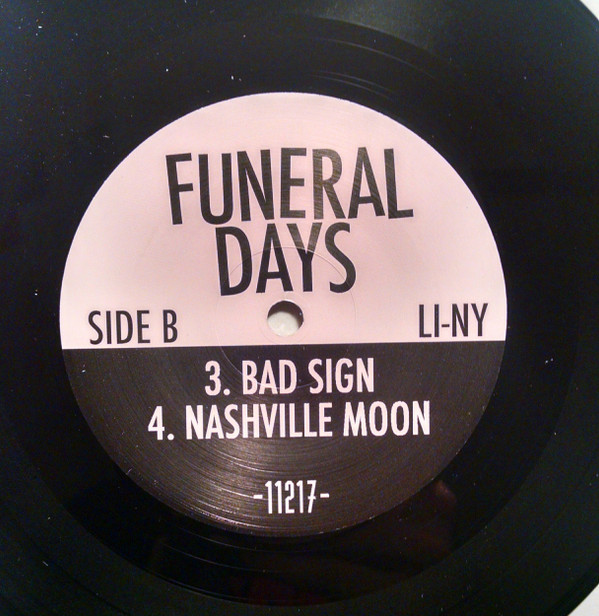 FUNERAL
DAYS
SIDE B
LI-NY
3. BAD SIGN
4. NASHVILLE MOON
-11217-